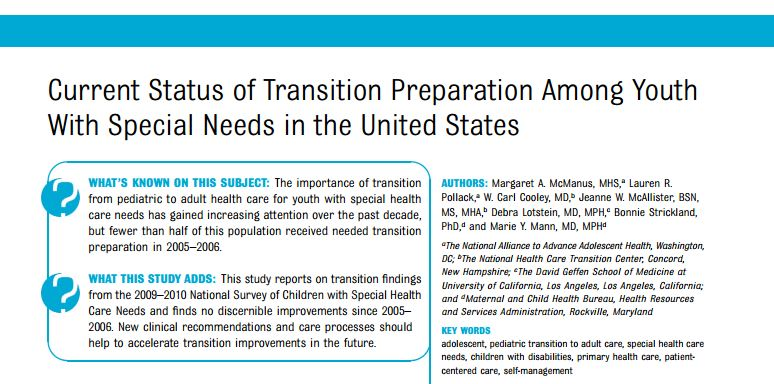 Current Status of Transition Preparation Among Youth
With Special Needs in the United States
WHAT'S KNOWN ON THIS SUBJECT: The importance of transition
from pediatric to adult health care for youth with special health
care needs has gained increasing attention over the past decade,
but fewer than half of this population received needed transition
preparation in 2005–2006.
WHAT THIS STUDY ADDS: This study reports on transition findings
from the 2009–2010 National Survey of Children with Special Health
Care Needs and finds no discernible improvements since 2005–
2006. New clinical recommendations and care processes should
help to accelerate transition improvements in the future.
AUTHORS: Margaret A. McManus, MHS,a Lauren R.
Pollack,a W. Carl Cooley, MD,b Jeanne W. McAllister, BSN,
MS, MHA,b Debra Lotstein, MD, MPH,c Bonnie Strickland,
PhD,d and Marie Y. Mann, MD, MPHd
aThe National Alliance to Advance Adolescent Health, Washington,
DC; bThe National Health Care Transition Center, Concord,
New Hampshire; cThe David Geffen School of Medicine at
University of California, Los Angeles, Los Angeles, California;
and dMaternal and Child Health Bureau, Health Resources
and Services Administration, Rockville, Maryland
KEY WORDS
adolescent, pediatric transition to adult care, special health care
needs, children with disabilities, primary health care, patient-
centered care, self-management